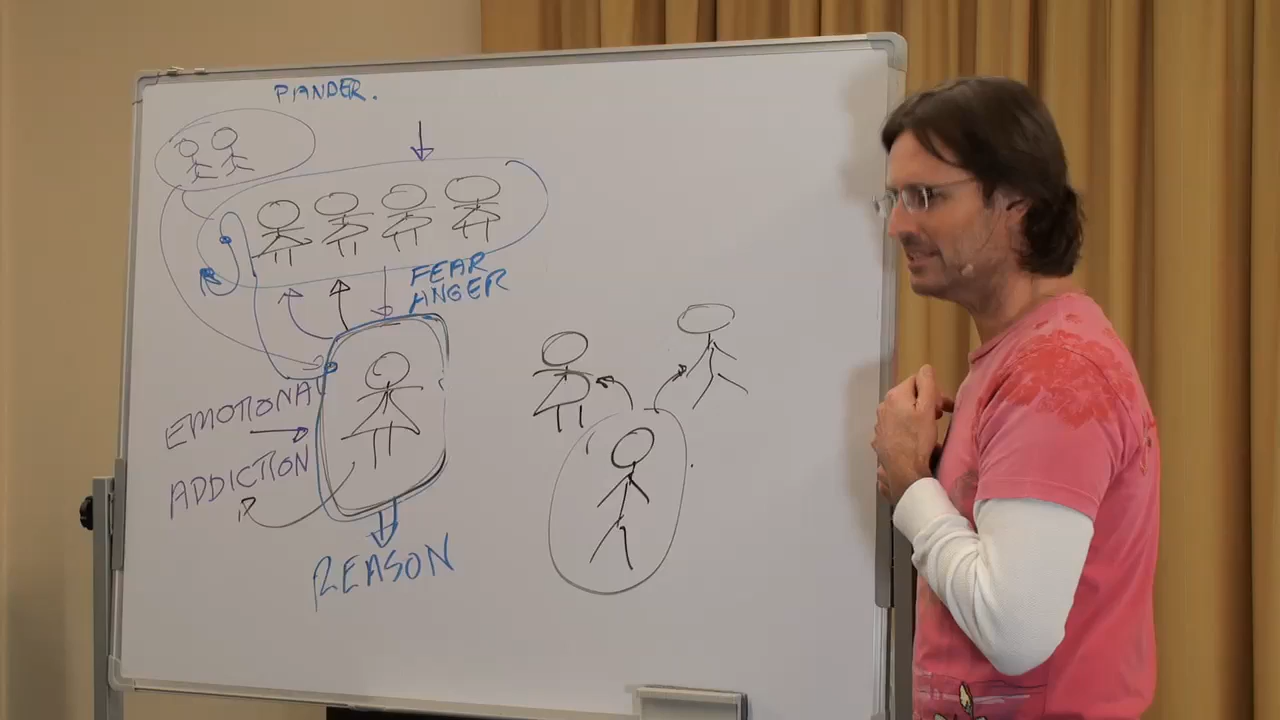 PANDER.
FEAR
ANGER
EMOTIONAL
ADDICTION
REASON